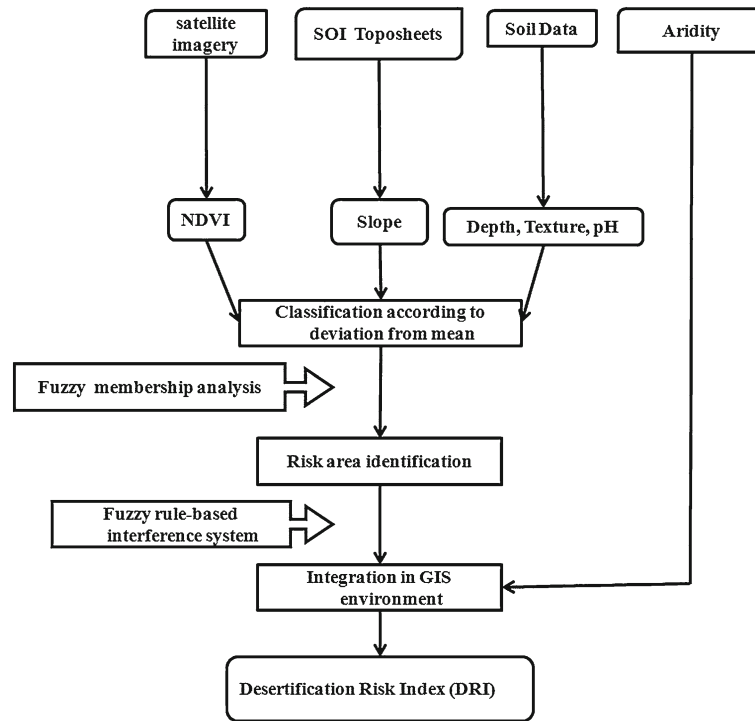 satellite
imagery
SOI Toposheets
Soil Data
Aridity
NDVI
Slope
Depth, Texture, pH
Classification according to
deviation from mean
Fuzzy membership analysis
Risk area identification
Fuzzy rule-based
interference system
Integration in GIS
environment
Desertification Risk Index (DRI)